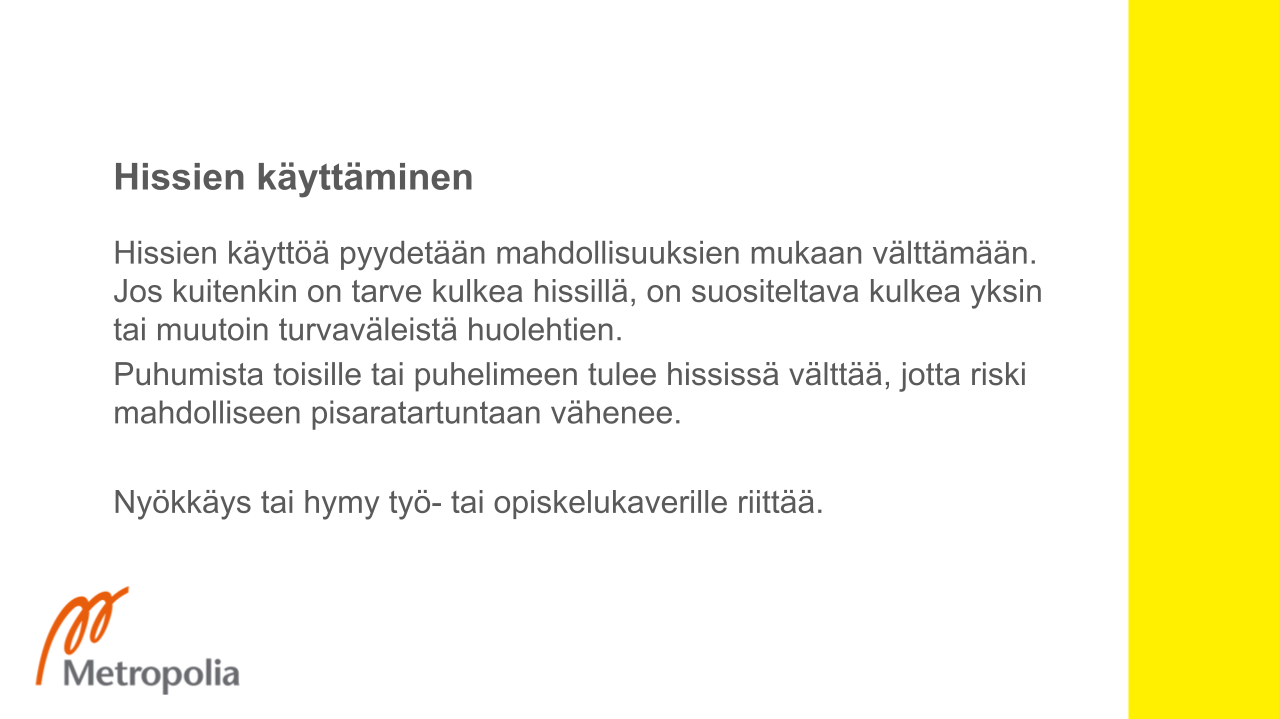 Hissien käyttäminen
Hissien käyttöä pyydetään mahdollisuuksien mukaan välttämään.
Jos kuitenkin on tarve kulkea hissillä, on suositeltava kulkea yksin
tai muutoin turvaväleistä huolehtien.
Puhumista toisille tai puhelimeen tulee hississä välttää, jotta riski
mahdolliseen pisaratartuntaan vähenee.
Nyökkäys tai hymy työ- tai opiskelukaverille riittää.
Metropolia